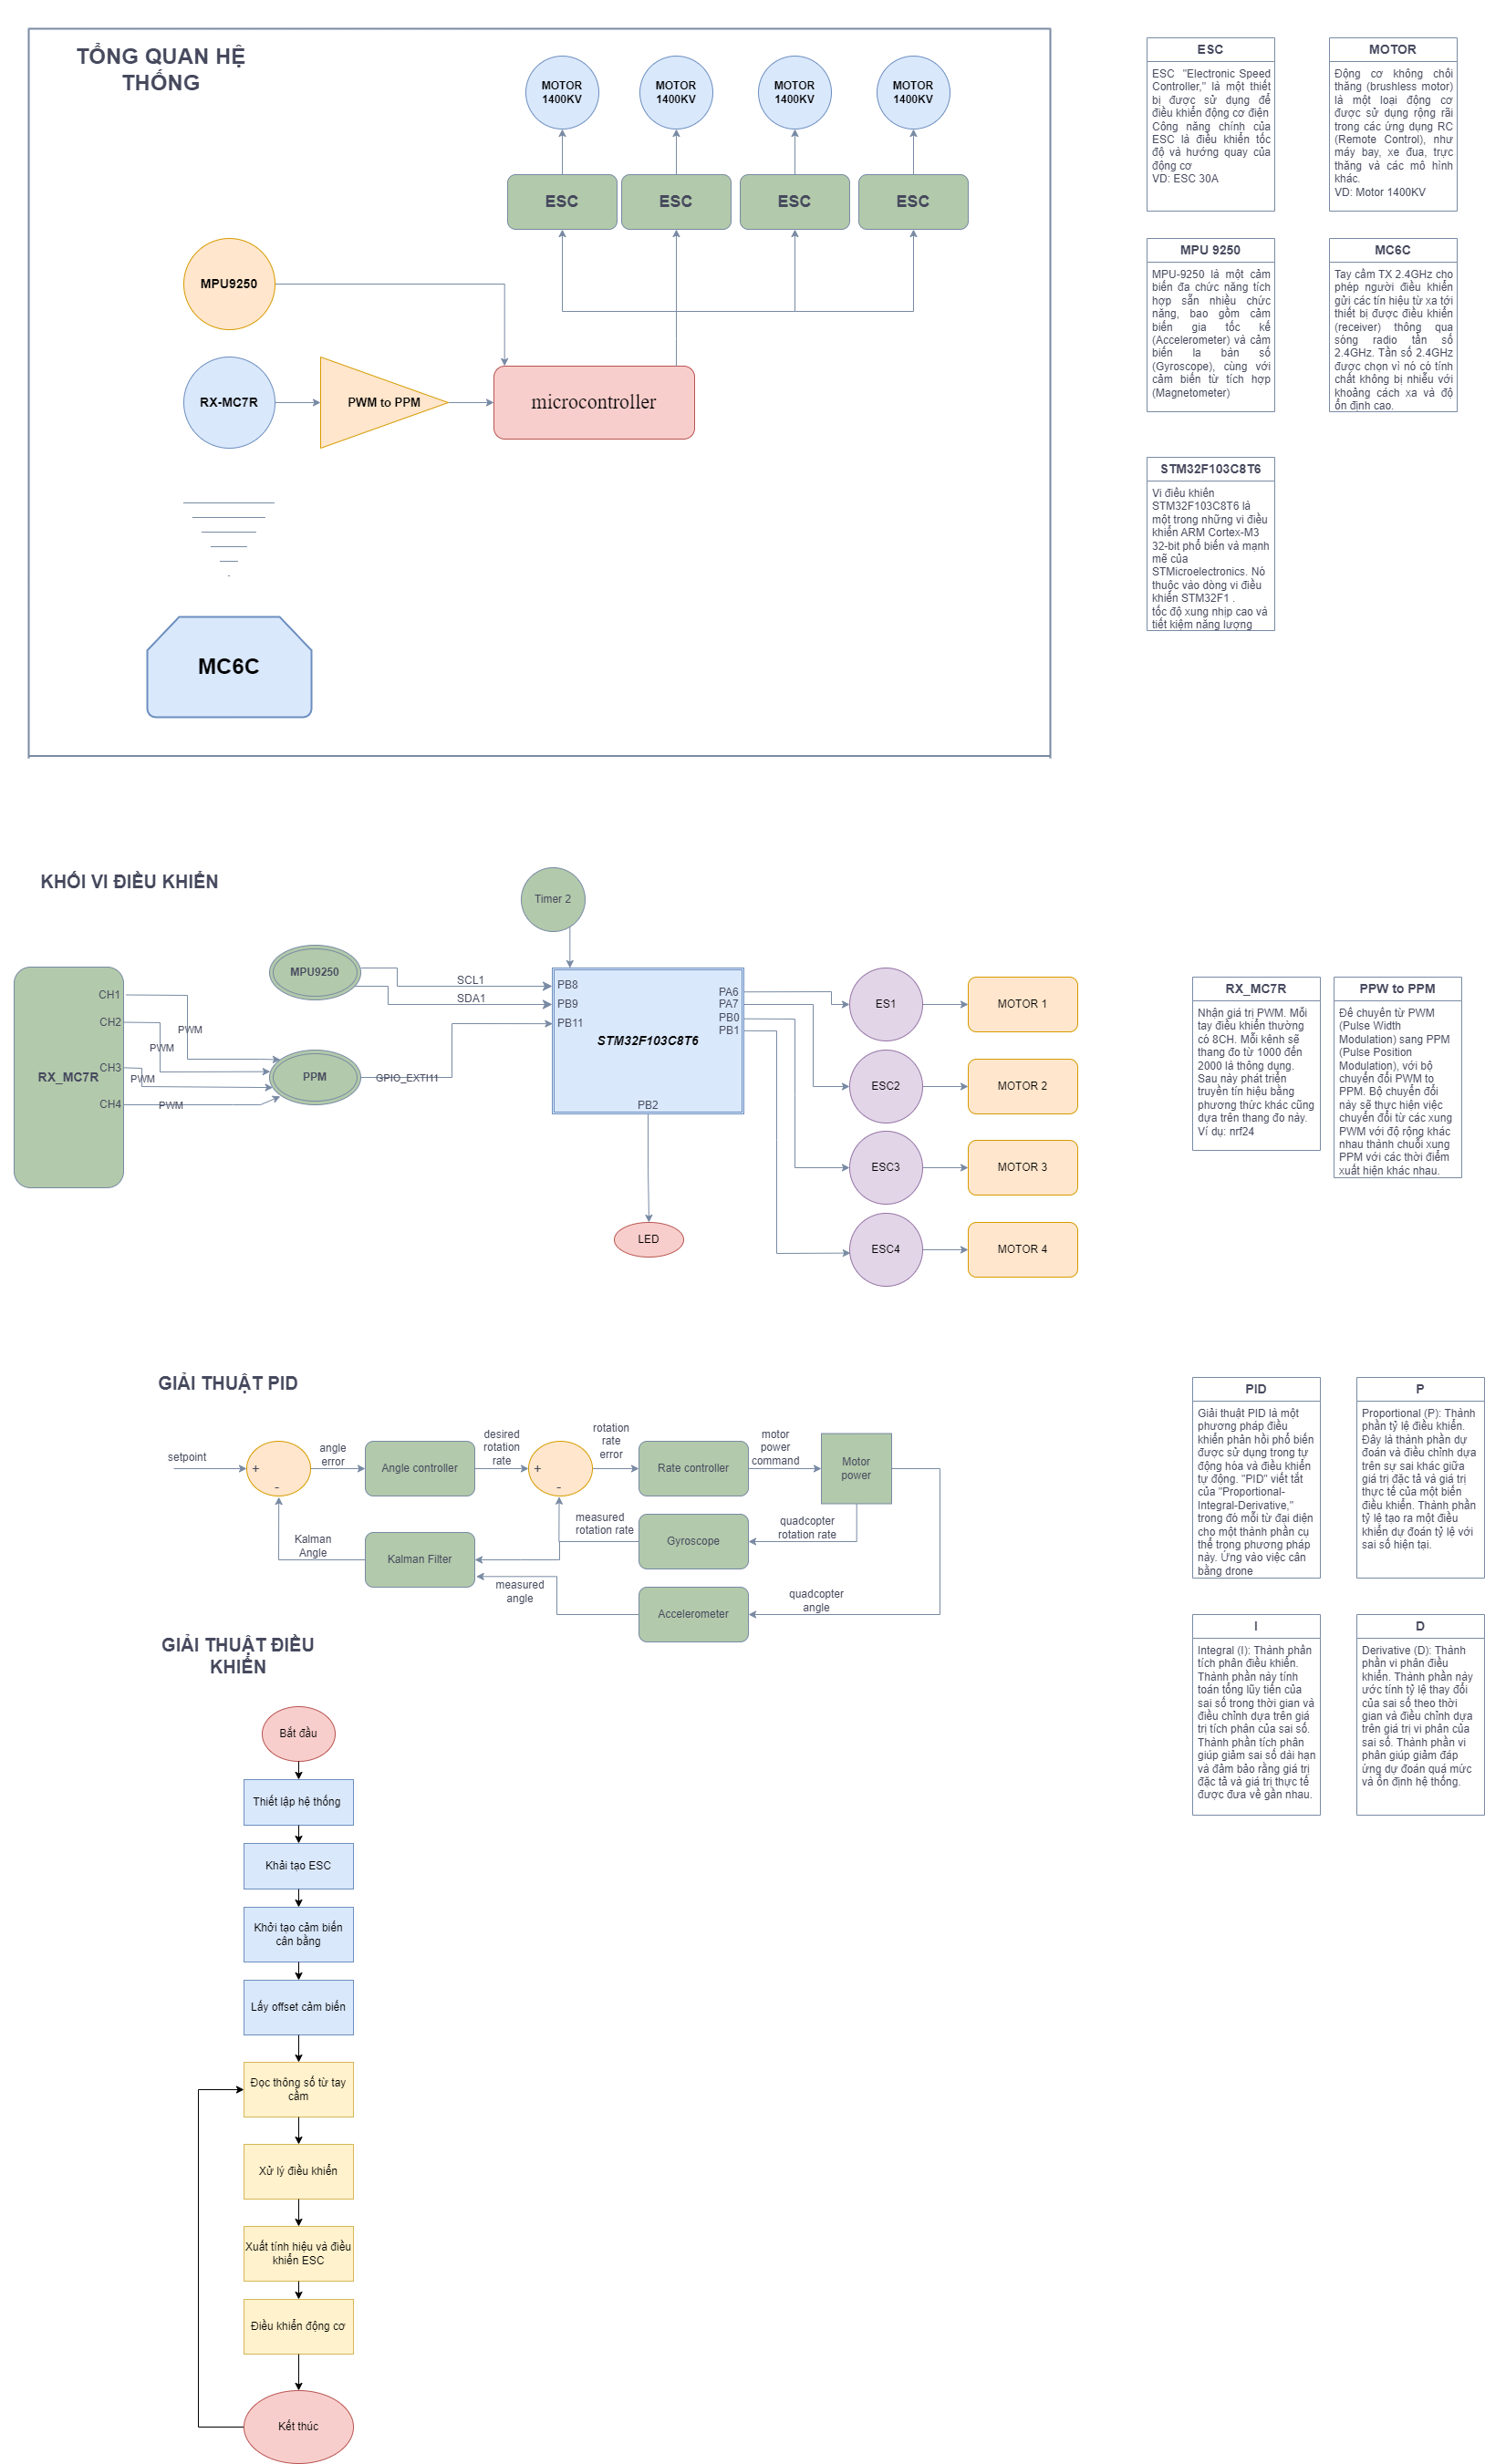 TỔNG QUAN HỆ
THỐNG
MOTOR
1400KV
MOTOR
1400KV
MOTOR
1400KV
MOTOR
1400KV
ESC
ESC
ESC
ESC
MPU9250
RX-MC7R
PWM to PPM
microcontroller
MC6C
ESC
ESC "Electronic Speed
Controller," là một thiết
bị được sử dụng để
điều khiển động cơ điện
Công năng chính của
ESC là điều khiển tốc
độ và hướng quay của
động cơ
VD: ESC 30A
MOTOR
Động cơ không chổi
thăng (brushless motor)
là một loại động cơ
được sử dụng rộng rãi
trong các ứng dụng RC
(Remote Control), như
máy bay, xe đua, trực
thăng và các mô hình
khác.
VD: Motor 1400KV
MPU 9250
MPU-9250 là một cảm
biến đa chức năng tích
hợp sẵn nhiều chức
năng, bao gồm cảm
biến gia tốc kế
(Accelerometer) và cảm
biến la bàn số
(Gyroscope), cùng với
cảm biến từ tích hợp
(Magnetometer)
MC6C
Tay cầm TX 2.4GHz cho
phép người điều khiển
gửi các tín hiệu từ xa tới
thiết bị được điều khiển
(receiver) thông qua
sóng radio tần số
2.4GHz. Tần số 2.4GHz
được chọn vì nó có tính
chất không bị nhiễu với
khoảng cách xa và độ
ổn định cao.
STM32F103C8T6
Vi điều khiển
STM32F103C8T6 là
một trong những vi điều
khiển ARM Cortex-M3
32-bit phổ biến và mạnh
mẽ của
STMicroelectronics. Nó
thuộc vào dòng vi điều
khiển STM32F1 .
tốc độ xung nhịp cao và
tiết kiệm năng lượng
KHỐI VI ĐIỀU KHIỂN
Timer 2
RX_MC7R
CH1
CH2
CH3
CH4
PWM
PWM
PWM
PWM
MPU9250
PPM
SCL1
SDA1
GPIO_EXTI11
PB8
PB9
PB11
PA6
PA7
PB0
PB1
STM32F103C8T6
PB2
LED
ES1
ESC2
ESC3
ESC4
MOTOR 1
MOTOR 2
MOTOR 3
MOTOR 4
RX_MC7R
Nhận giá trị PWM. Mỗi
tay điều khiển thường
có 8CH. Mỗi kênh sẽ
thang đo từ 1000 đến
2000 là thông dụng.
Sau này phát triển
truyền tín hiệu bằng
phương thức khác cũng
dựa trên thang đo này.
Ví dụ: nrf24
PPW to PPM
Để chuyển từ PWM
(Pulse Width
Modulation) sang PPM
(Pulse Position
Modulation), với bộ
chuyển đổi PWM to
PPM. Bộ chuyển đổi
này sẽ thực hiện việc
chuyển đổi từ các xung
PWM với độ rộng khác
nhau thành chuỗi xung
PPM với các thời điểm
xuất hiện khác nhau.
GIẢI THUẬT PID
setpoint
+
-
angle
error
Angle controller
desired
rotation
rate
+
-
rotation
rate
error
Rate controller
motor
power
command
Motor
power
Kalman
Angle
Kalman Filter
measured
rotation rate
Gyroscope
quadcopter
rotation rate
measured
angle
Accelerometer
quadcopter
angle
PID
Giải thuật PID là một
phương pháp điều
khiển phản hồi phổ biến
được sử dụng trong tự
động hóa và điều khiển
tự động. "PID" viết tắt
của "Proportional-
Integral-Derivative,"
trong đó mỗi từ đại diện
cho một thành phần cụ
thể trong phương pháp
này. Ứng vào việc cân
bằng drone
P
Proportional (P): Thành
phần tỷ lệ điều khiển.
Đây là thành phần dự
đoán và điều chỉnh dựa
trên sự sai khác giữa
giá trị đặc tả và giá trị
thực tế của một biến
điều khiển. Thành phần
tỷ lệ tạo ra một điều
khiển dự đoán tỷ lệ với
sai số hiện tại.
I
Integral (I): Thành phần
tích phân điều khiển.
Thành phần này tính
toán tổng lũy tiến của
sai số trong thời gian và
điều chỉnh dựa trên giá
trị tích phân của sai số.
Thành phần tích phân
giúp giảm sai số dài hạn
và đảm bảo rằng giá trị
đặc tả và giá trị thực tế
được đưa về gần nhau.
D
Derivative (D): Thành
phần vi phân điều
khiển. Thành phần này
ước tính tỷ lệ thay đổi
của sai số theo thời
gian và điều chỉnh dựa
trên giá trị vi phân của
sai số. Thành phần vi
phân giúp giảm đáp
ứng dự đoán quá mức
và ổn định hệ thống.
GIẢI THUẬT ĐIỀU
KHIỂN
Bắt đầu
Thiết lập hệ thống
Khải tạo ESC
Khởi tạo cảm biến
cân bằng
Lấy offset cảm biến
Đọc thông số từ tay
cầm
Xử lý điều khiển
Xuất tính hiệu và điều
khiển ESC
Điều khiển động cơ
Kết thúc